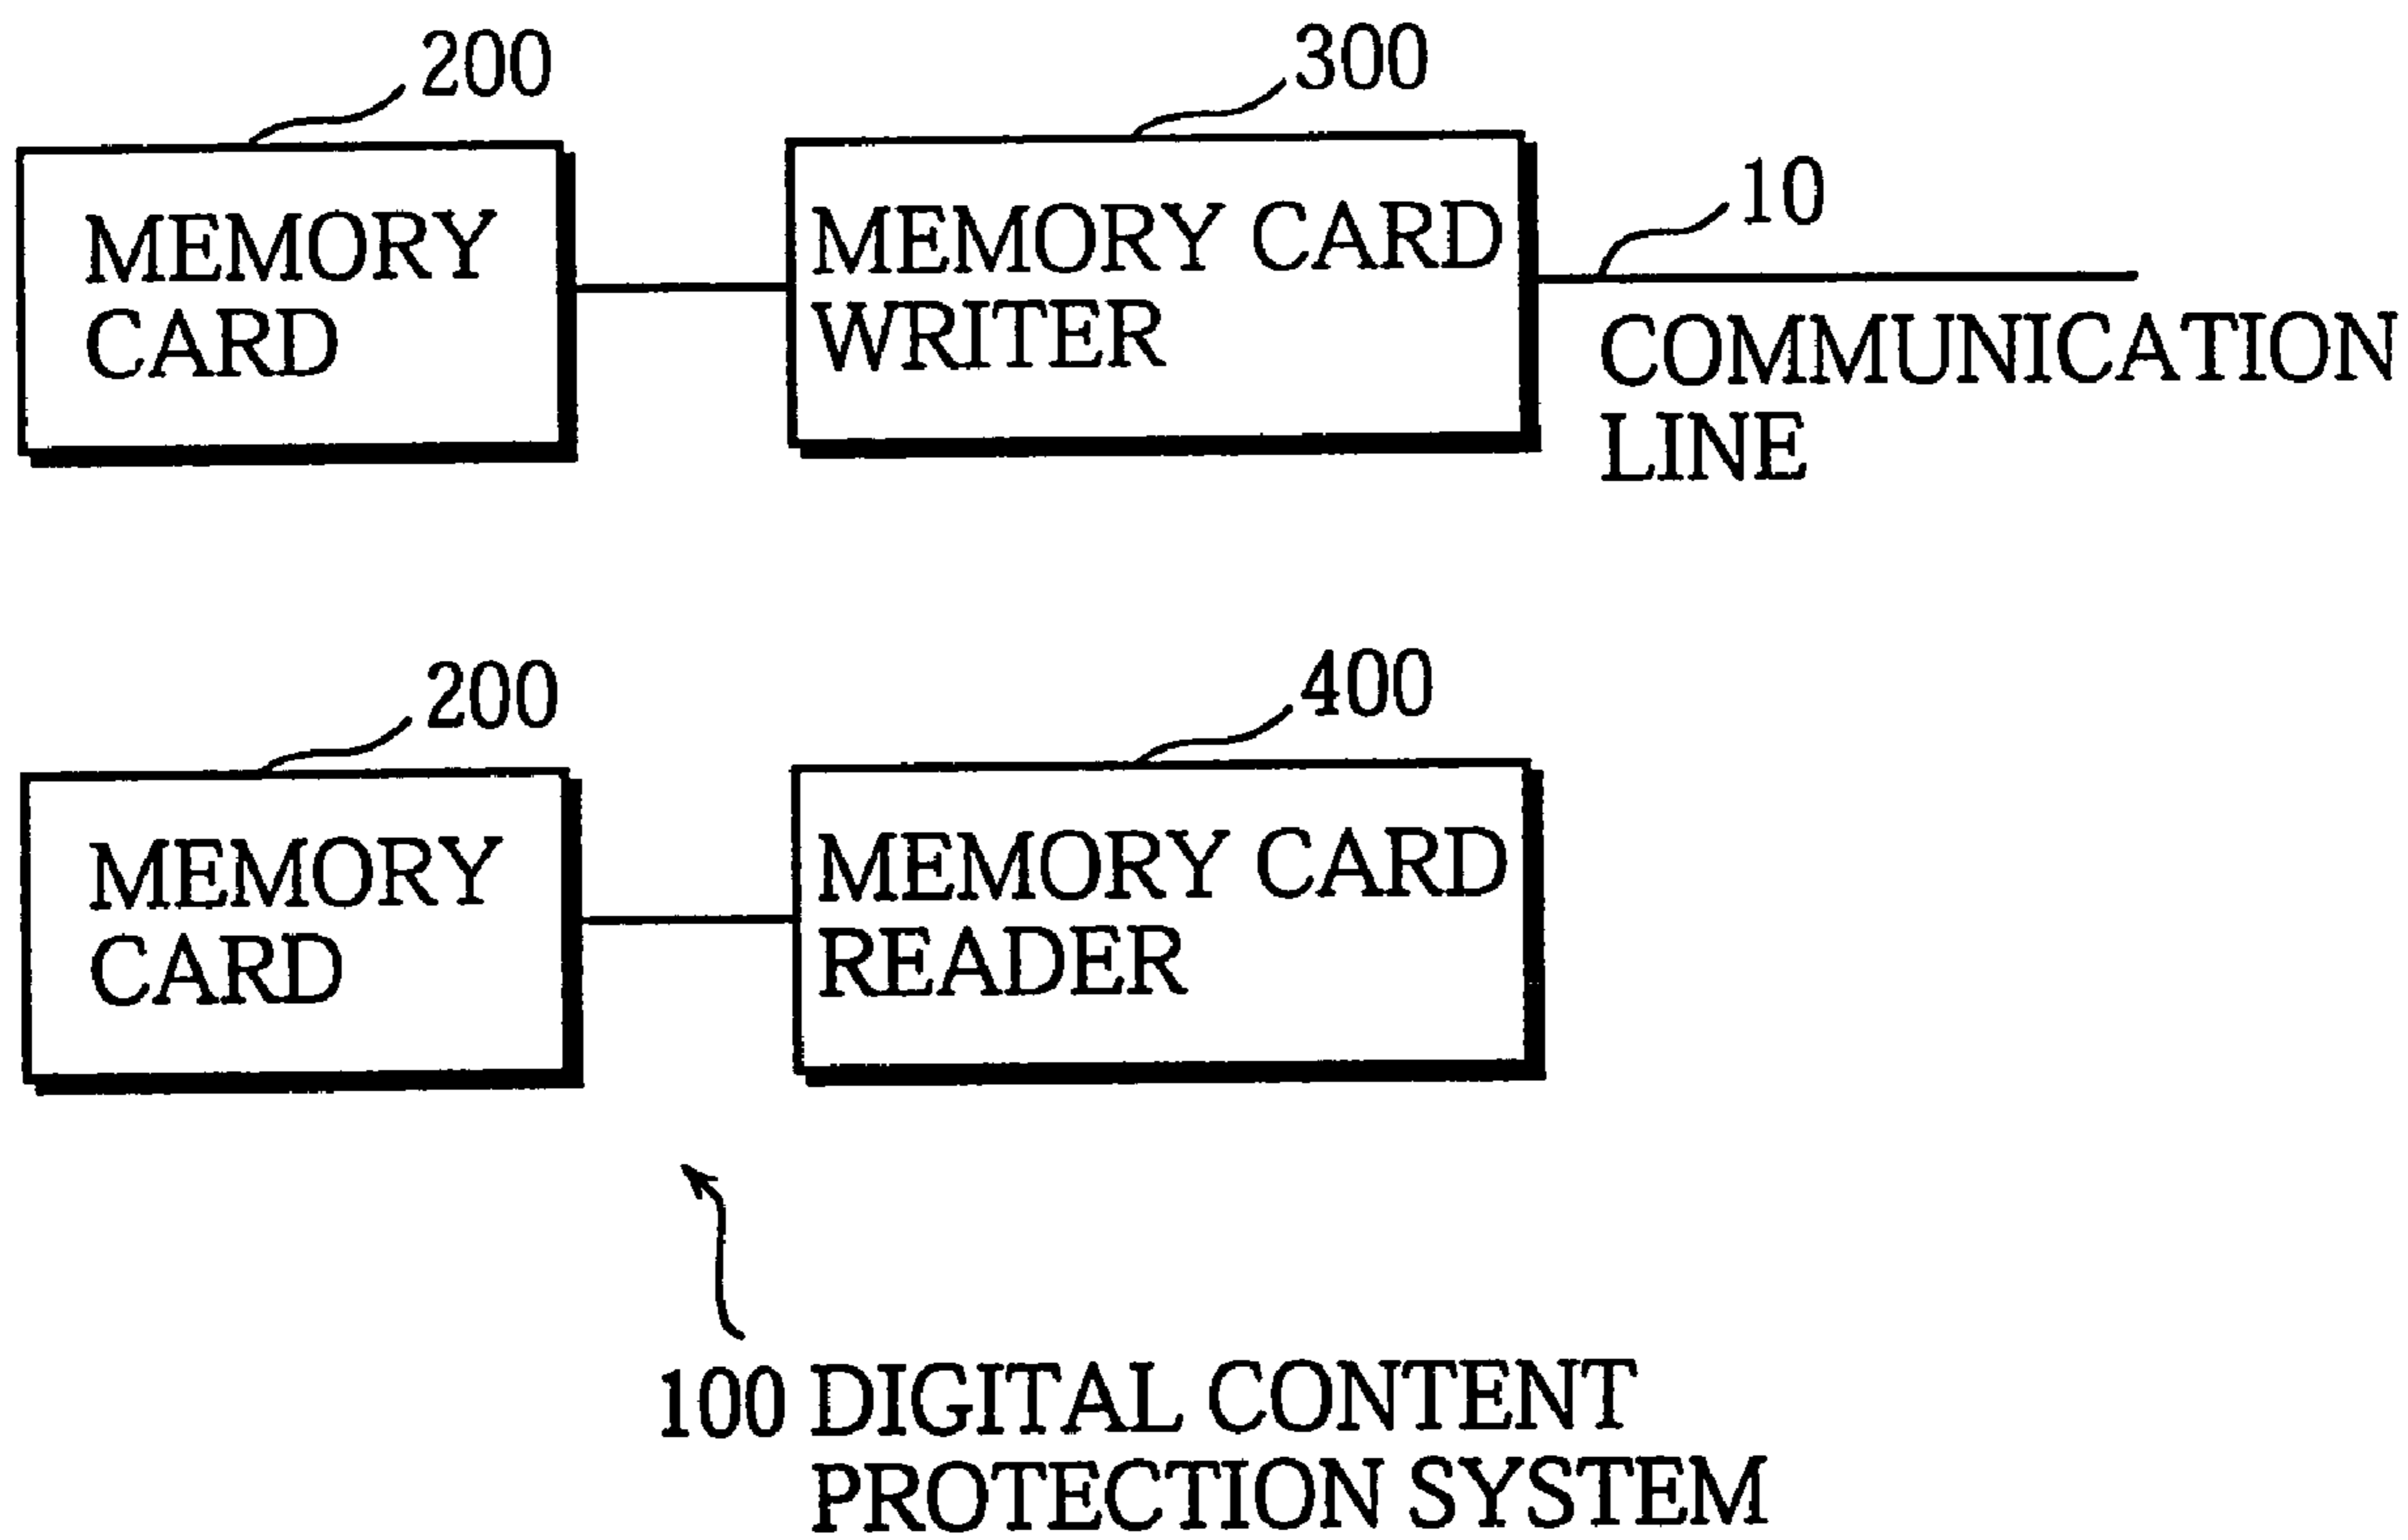 200
300
10
MEMORY
CARD
MEMORY CARD
WRITER
COMMUNICATION
LINE
200
400
MEMORY
CARD
MEMORY CARD
READER
100 DIGITAL CONTENT
PROTECTION SYSTEM